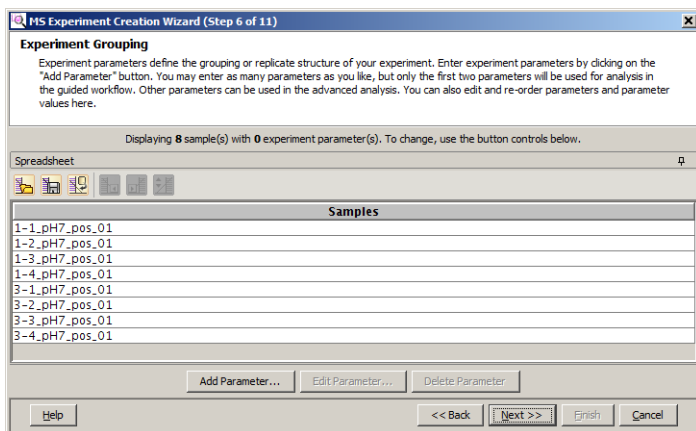 MS Experiment Creation Wizard (Step 6 of 11)
Experiment Grouping
Experiment parameters define the grouping or replicate structure of your experiment. Enter experiment parameters by clicking on the
"Add Parameter" button. You may enter as many parameters as you like, but only the first two parameters will be used for analysis in
the guided workflow. Other parameters can be used in the advanced analysis. You can also edit and re-order parameters and parameter
values here.
Displaying 8 sample(s) with 0 experiment parameter(s). To change, use the button controls below.
Spreadsheet
Samples
1-1_pH7_pos_01
1-2_pH7_pos_01
1-3_pH7_pos_01
1-4_pH7_pos_01
3-1_pH7_pos_01
3-2_pH7_pos_01
3-3_pH7_pos_01
3-4_pH7_pos_01
Add Parameter... Edit Parameter... Delete Parameter
Help << Back Next >> Finish Cancel